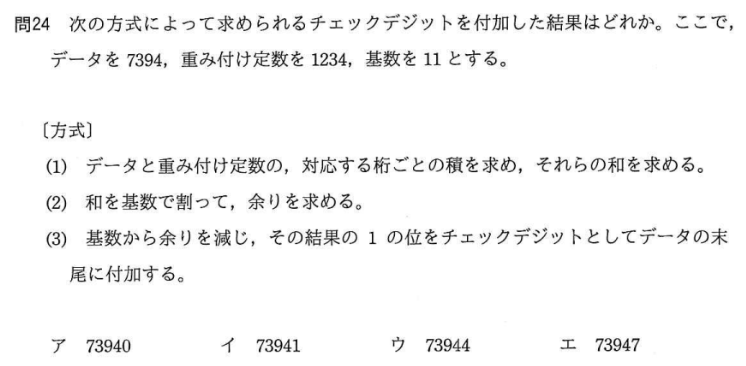 問24 次の方式によって求められるチェックデジットを付加した結果はどれか。ここで，
データを 7394，重み付け定数を 1234，基数を 11 とする。
〔方式〕
(1) データと重み付け定数の，対応する桁ごとの積を求め，それらの和を求める。
(2) 和を基数で割って，余りを求める。
(3) 基数から余りを減じ，その結果の 1 の位をチェックデジットとしてデータの末
尾に付加する。
ア 73940 イ 73941 ウ 73944 エ 73947